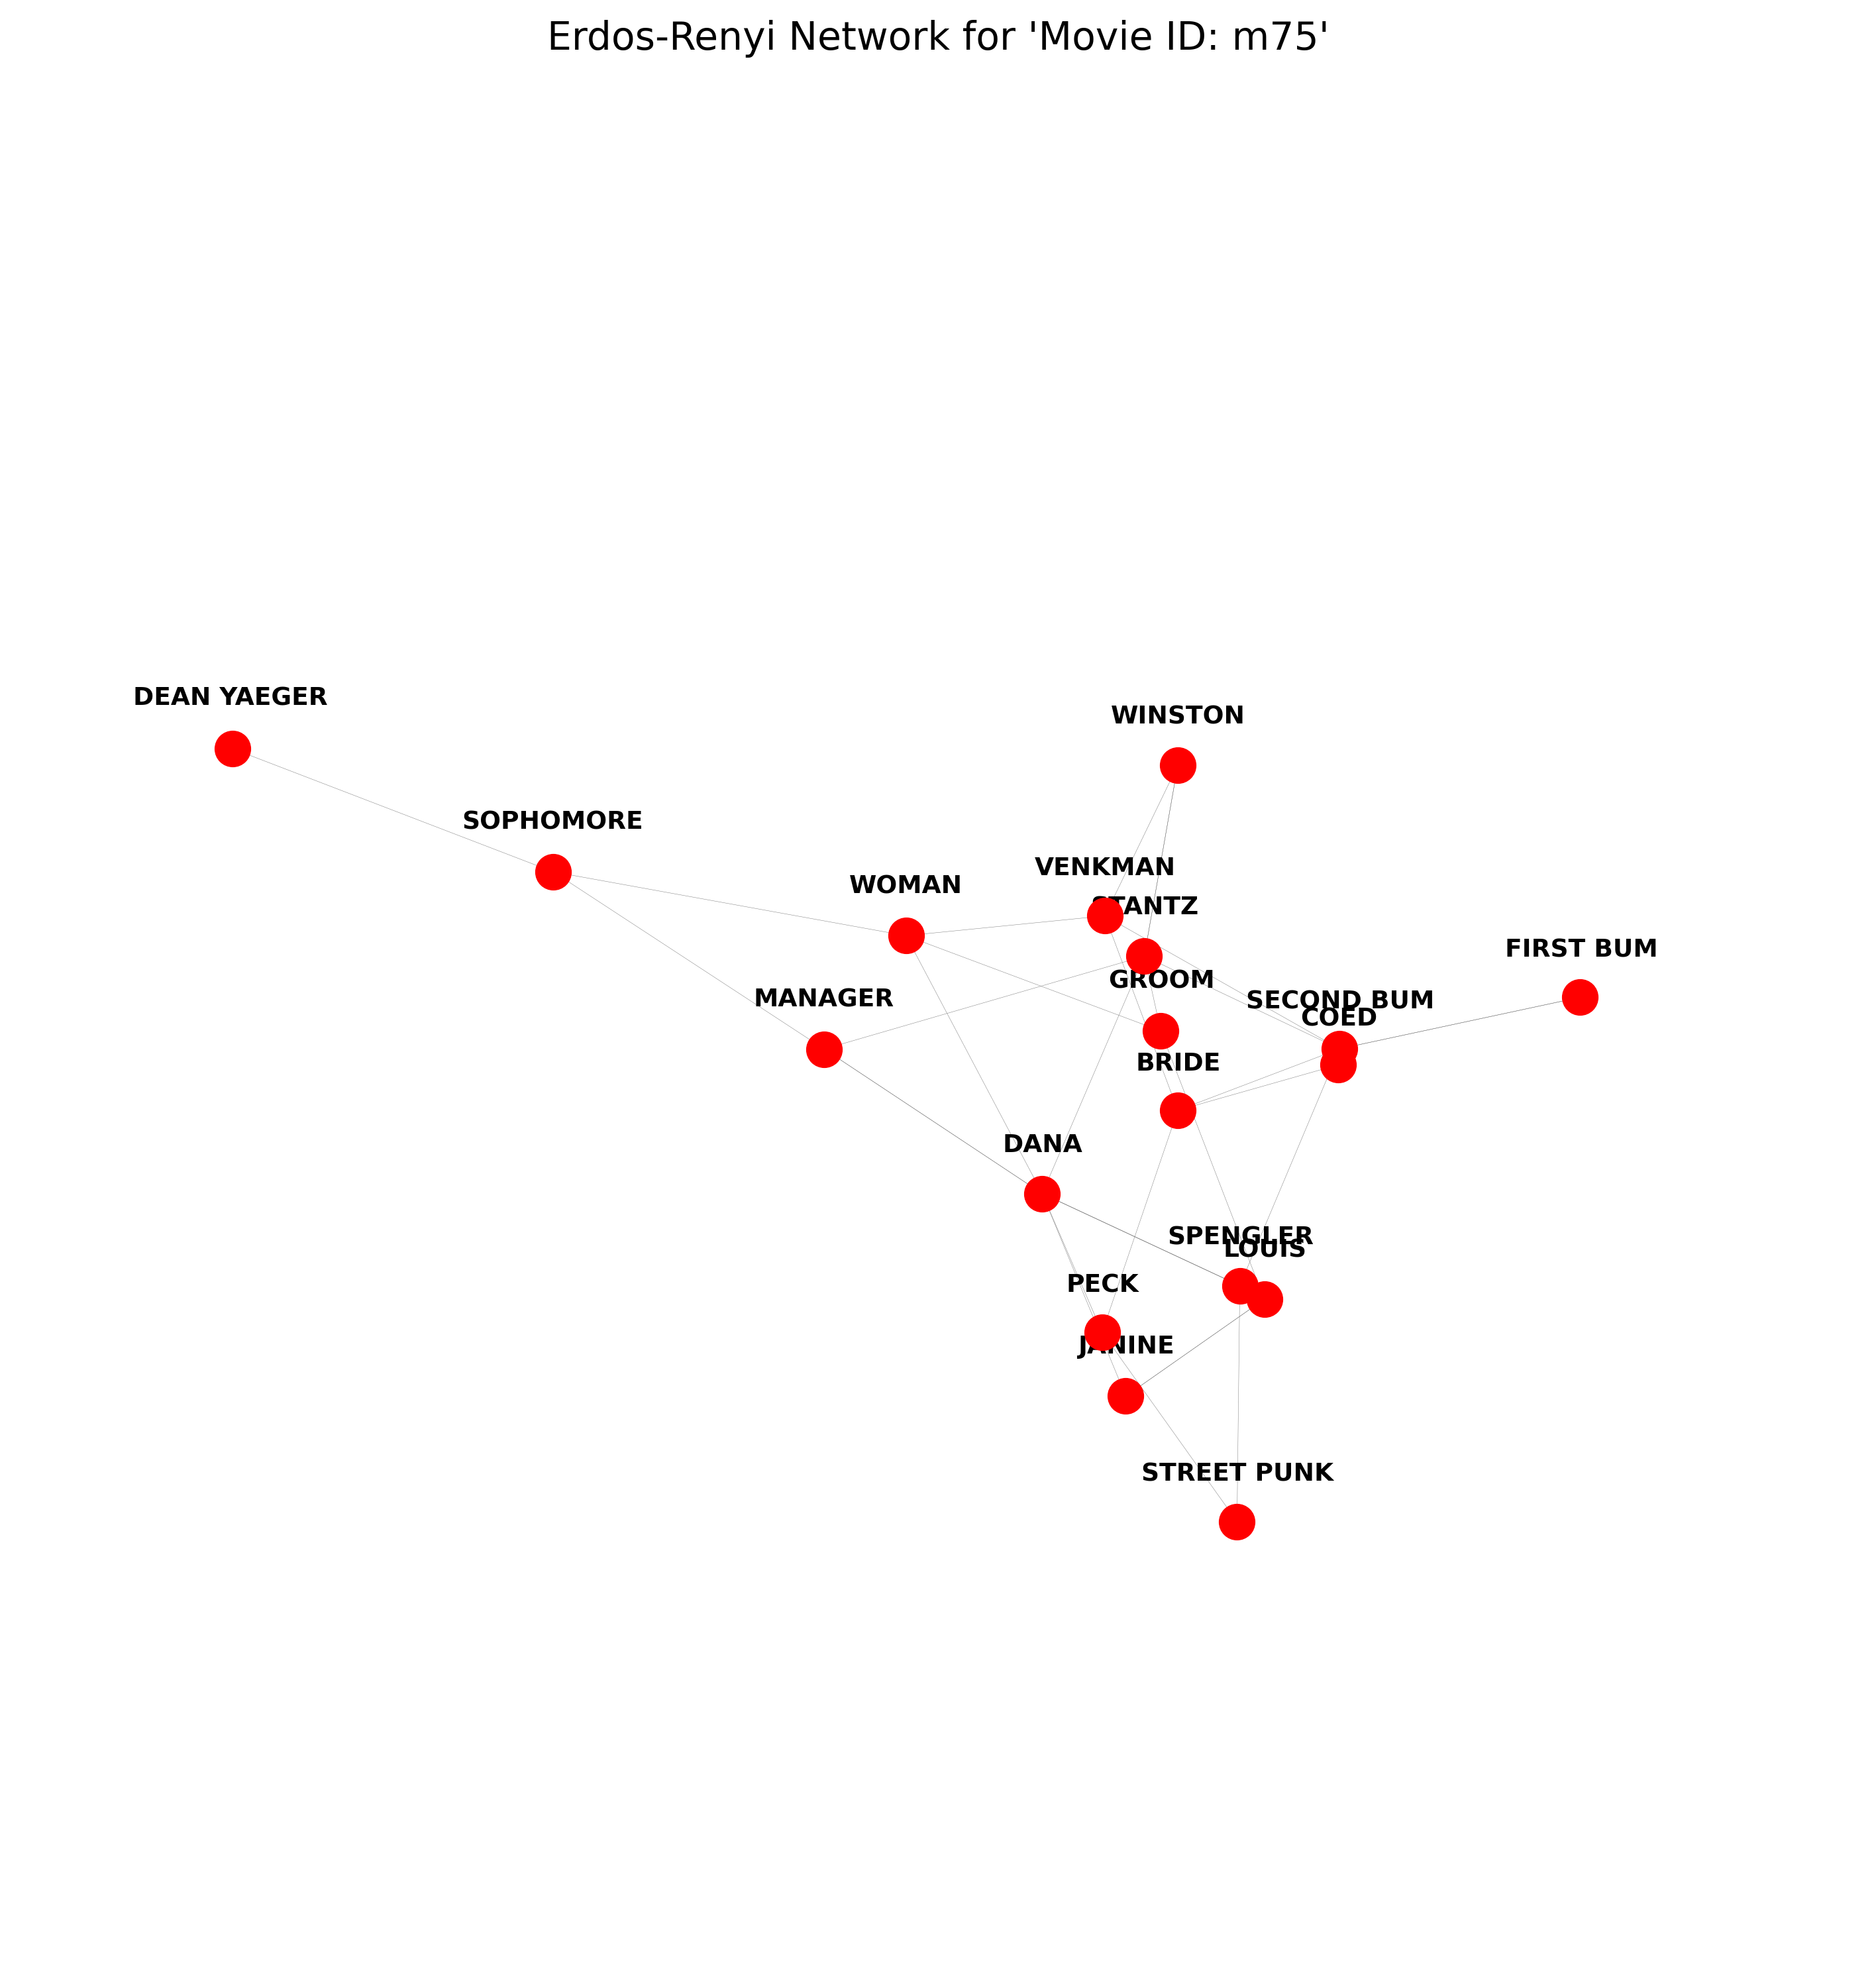 Erdos-Renyi Network for 'Movie ID: m75'
DEAN YAEGER
WINSTON
SOPHOMORE
VENKMAN
WOMAN
STANTZ
FIRST BUM
GROOM
MANAGER
SECOND BUM
COED
BRIDE
DANA
SPENGLER
LOUIS
PECK
JANINE
STREET PUNK